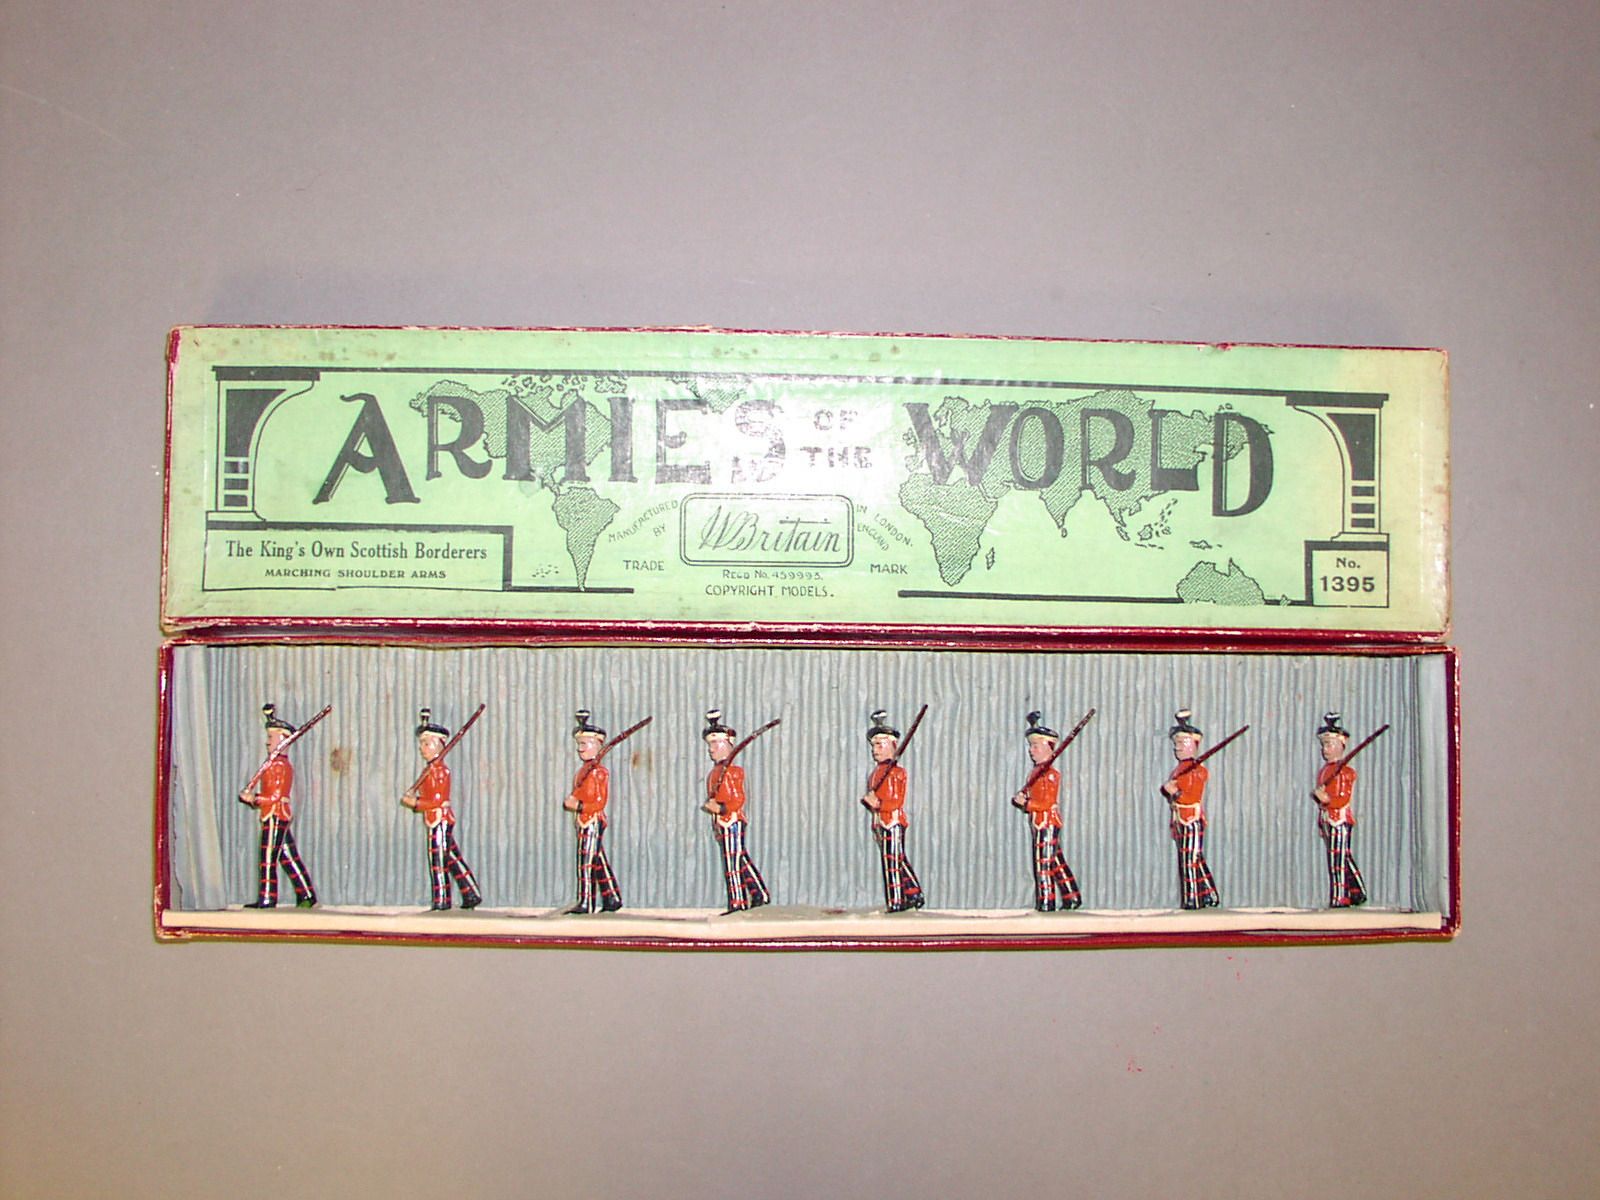 ARMIES OF THE WORLD
MANUFACTURED BY
W Britain
IN LONDON. ENGLAND
TRADE
MARK
REGD No. 459993.
COPYRIGHT MODELS.
The King's Own Scottish Borderers
MARCHING SHOULDER ARMS
No.
1395